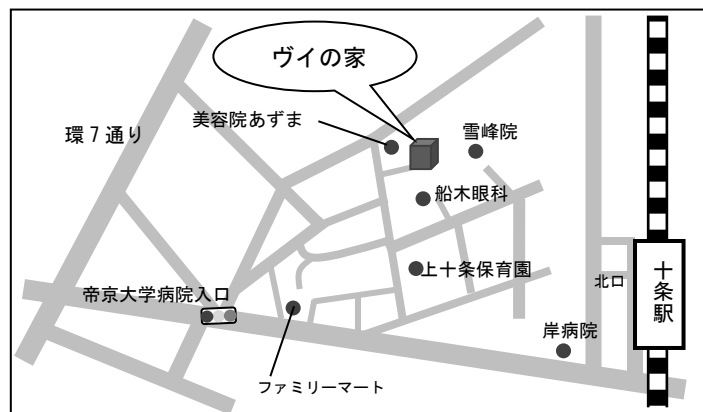 ヴイの家
美容院あずま
雪峰院
環7通り
船木眼科
上十条保育園
北口
十条駅
帝京大学病院入口
岸病院
ファミリーマート